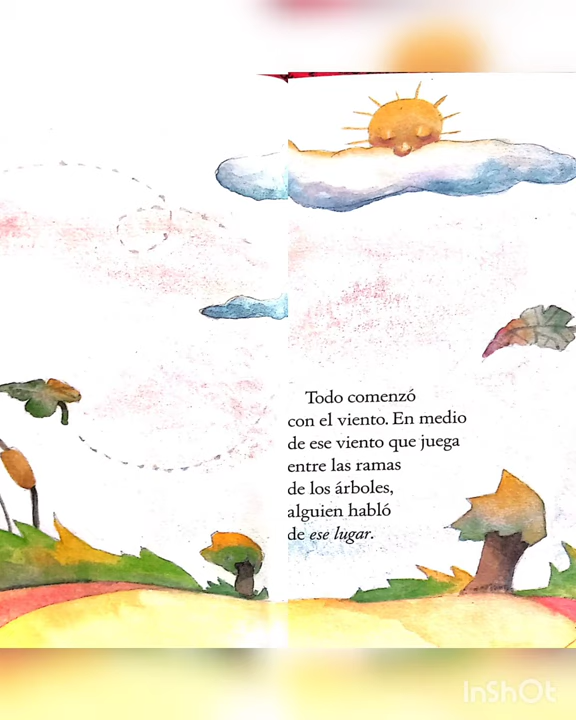 Todo comenzó
con el viento. En medio
de ese viento que juega
entre las ramas
de los árboles,
alguien habló
de ese lugar.
InShOt